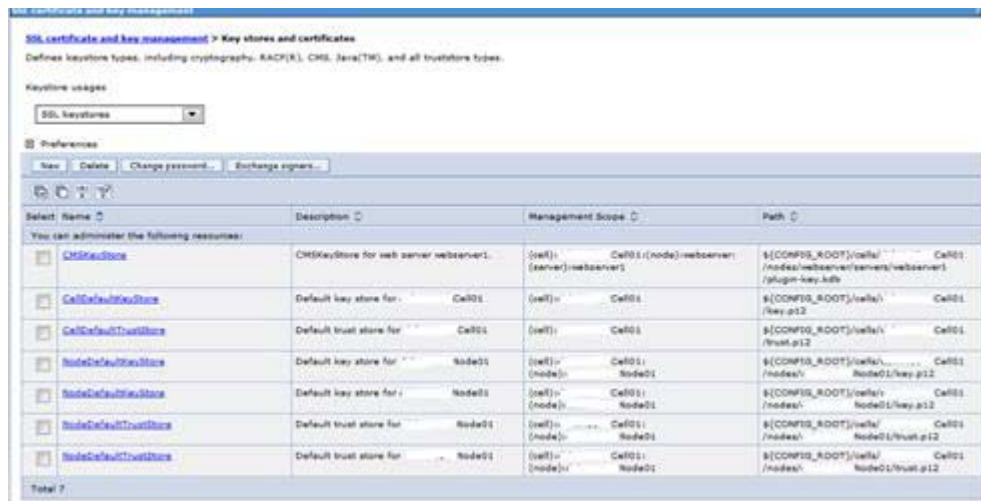 SSL certificate and key management
SSL certificate and key management > Key stores and certificates
Defines keystore types, including cryptography, RACF(R), CMS, Java(TM), and all truststore types.
Keystore usages
SSL keystores
Preferences
New Delete Change password... Exchange signers...
Select Name Description Management Scope Path
You can administer the following resources:
CMSKeyStore CMSKeyStore for web server webserver1. (cell): Cell01:(node):webserver: ${CONFIG_ROOT}/cells/ Cell01
(server):webserver1 /nodes/webserver/servers/webserver1
/plugin-key.kdb
CellDefaultKeyStore Default key store for Cell01 (cell): Cell01 ${CONFIG_ROOT}/cells/ Cell01
/key.p12
CellDefaultTrustStore Default trust store for Cell01 (cell): Cell01 ${CONFIG_ROOT}/cells/ Cell01
/trust.p12
NodeDefaultKeyStore Default key store for Node01 (cell): Cell01: ${CONFIG_ROOT}/cells/ Cell01
(node): Node01 /nodes/ Node01/key.p12
NodeDefaultKeyStore Default key store for Node01 (cell): Cell01: ${CONFIG_ROOT}/cells/ Cell01
(node): Node01 /nodes/ Node01/key.p12
NodeDefaultTrustStore Default trust store for Node01 (cell): Cell01: ${CONFIG_ROOT}/cells/ Cell01
(node): Node01 /nodes/ Node01/trust.p12
NodeDefaultTrustStore Default trust store for Node01 (cell): Cell01: ${CONFIG_ROOT}/cells/ Cell01
(node): Node01 /nodes/ Node01/trust.p12
Total 7